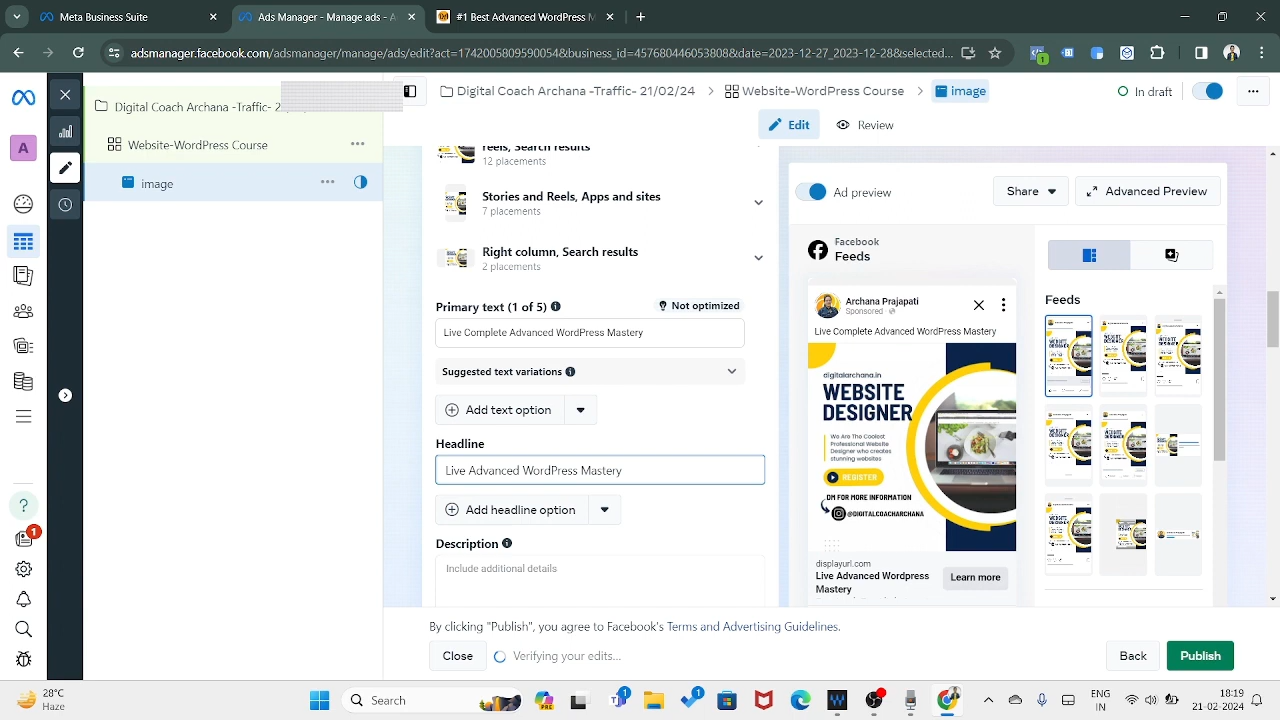 Meta Business Suite
Ads Manager - Manage ads - A
#1 Best Advanced WordPress M
adsmanager.facebook.com/adsmanager/manage/ads/edit?act=1742005809590054&business_id=457680446053808&date=2023-12-27_2023-12-28&selected...
Digital Coach Archana -Traffic- 2
Digital Coach Archana -Traffic- 21/02/24
Website-WordPress Course
image
In draft
Edit
Review
A
Website-WordPress Course
image
reels, Search results
12 placements
Stories and Reels, Apps and sites
7 placements
Right column, Search results
2 placements
Primary text (1 of 5)
Not optimized
Live Complete Advanced WordPress Mastery
Suggested text variations
Add text option
Headline
Live Advanced WordPress Mastery
Add headline option
Description
Include additional details
Ad preview
Share
Advanced Preview
Facebook
Feeds
Archana Prajapati
Sponsored
Live Complete Advanced WordPress Mastery
digitalarchana.in
WEBSITE
DESIGNER
We Are The Coolest
Professional Website
Designer who creates
stunning websites
REGISTER
DM FOR MORE INFORMATION
@DIGITALCOACHARCHANA
displayurl.com
Live Advanced Wordpress
Mastery
Learn more
Feeds
By clicking "Publish", you agree to Facebook's Terms and Advertising Guidelines.
Close
Verifying your edits...
Back
Publish
1
28°C
Haze
Search
1
1
ENG
IN
18:19
21-02-2024